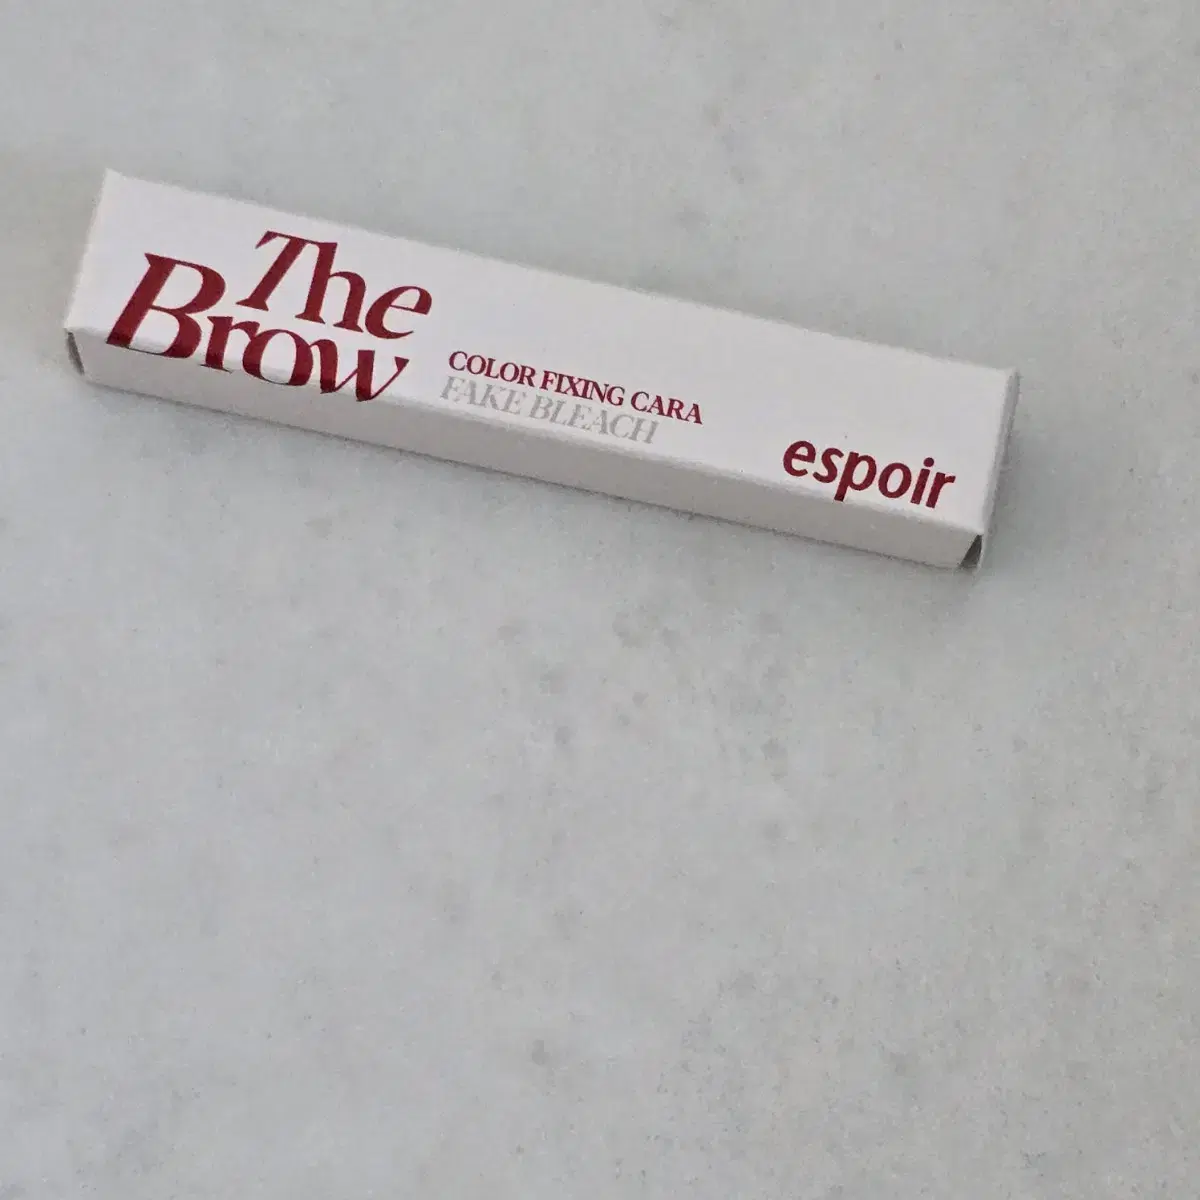 The
Brow
COLOR FIXING CARA
FAKE BLEACH
espoir